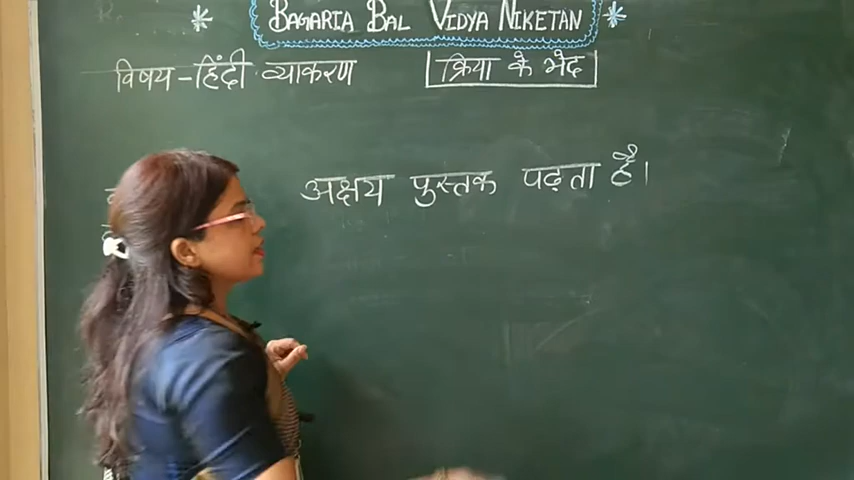 BAGARIA BAL VIDYA NIKETAN
विषय - हिंदी व्याकरण
क्रिया के भेद
अक्षय पुस्तक पढ़ता है।